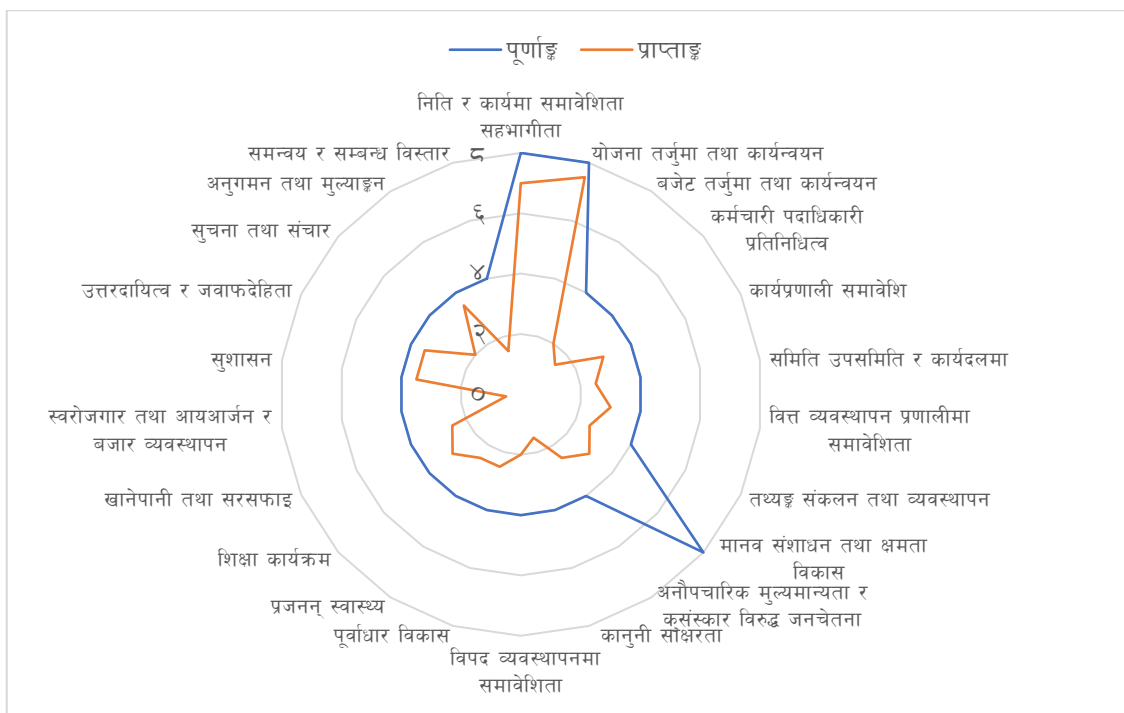 पूर्णाङ्क प्राप्ताङ्क
निति र कार्यमा समावेशिता
सहभागीता
योजना तर्जुमा तथा कार्यन्वयन
बजेट तर्जुमा तथा कार्यन्वयन
कर्मचारी पदाधिकारी
प्रतिनिधित्व
कार्यप्रणाली समावेशि
समिति उपसमिति र कार्यदलमा
वित्त व्यवस्थापन प्रणालीमा
समावेशिता
तथ्यङ्क संकलन तथा व्यवस्थापन
मानव संशाधन तथा क्षमता
विकास
अनौपचारिक मुल्यमान्यता र
कुसंस्कार विरुद्ध जनचेतना
कानुनी साक्षरता
विपद व्यवस्थापनमा
समावेशिता
पूर्वाधार विकास
प्रजनन् स्वास्थ्य
शिक्षा कार्यक्रम
खानेपानी तथा सरसफाइ
स्वरोजगार तथा आयआर्जन र
बजार व्यवस्थापन
सुशासन
उत्तरदायित्व र जवाफदेहिता
सुचना तथा संचार
अनुगमन तथा मुल्याङ्कन
समन्वय र सम्बन्ध विस्तार
८
६
४
२
०